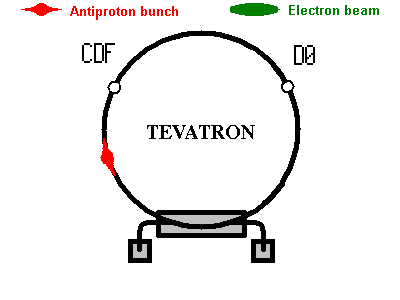 Antiproton bunch
Electron beam
CDF
D0
TEVATRON